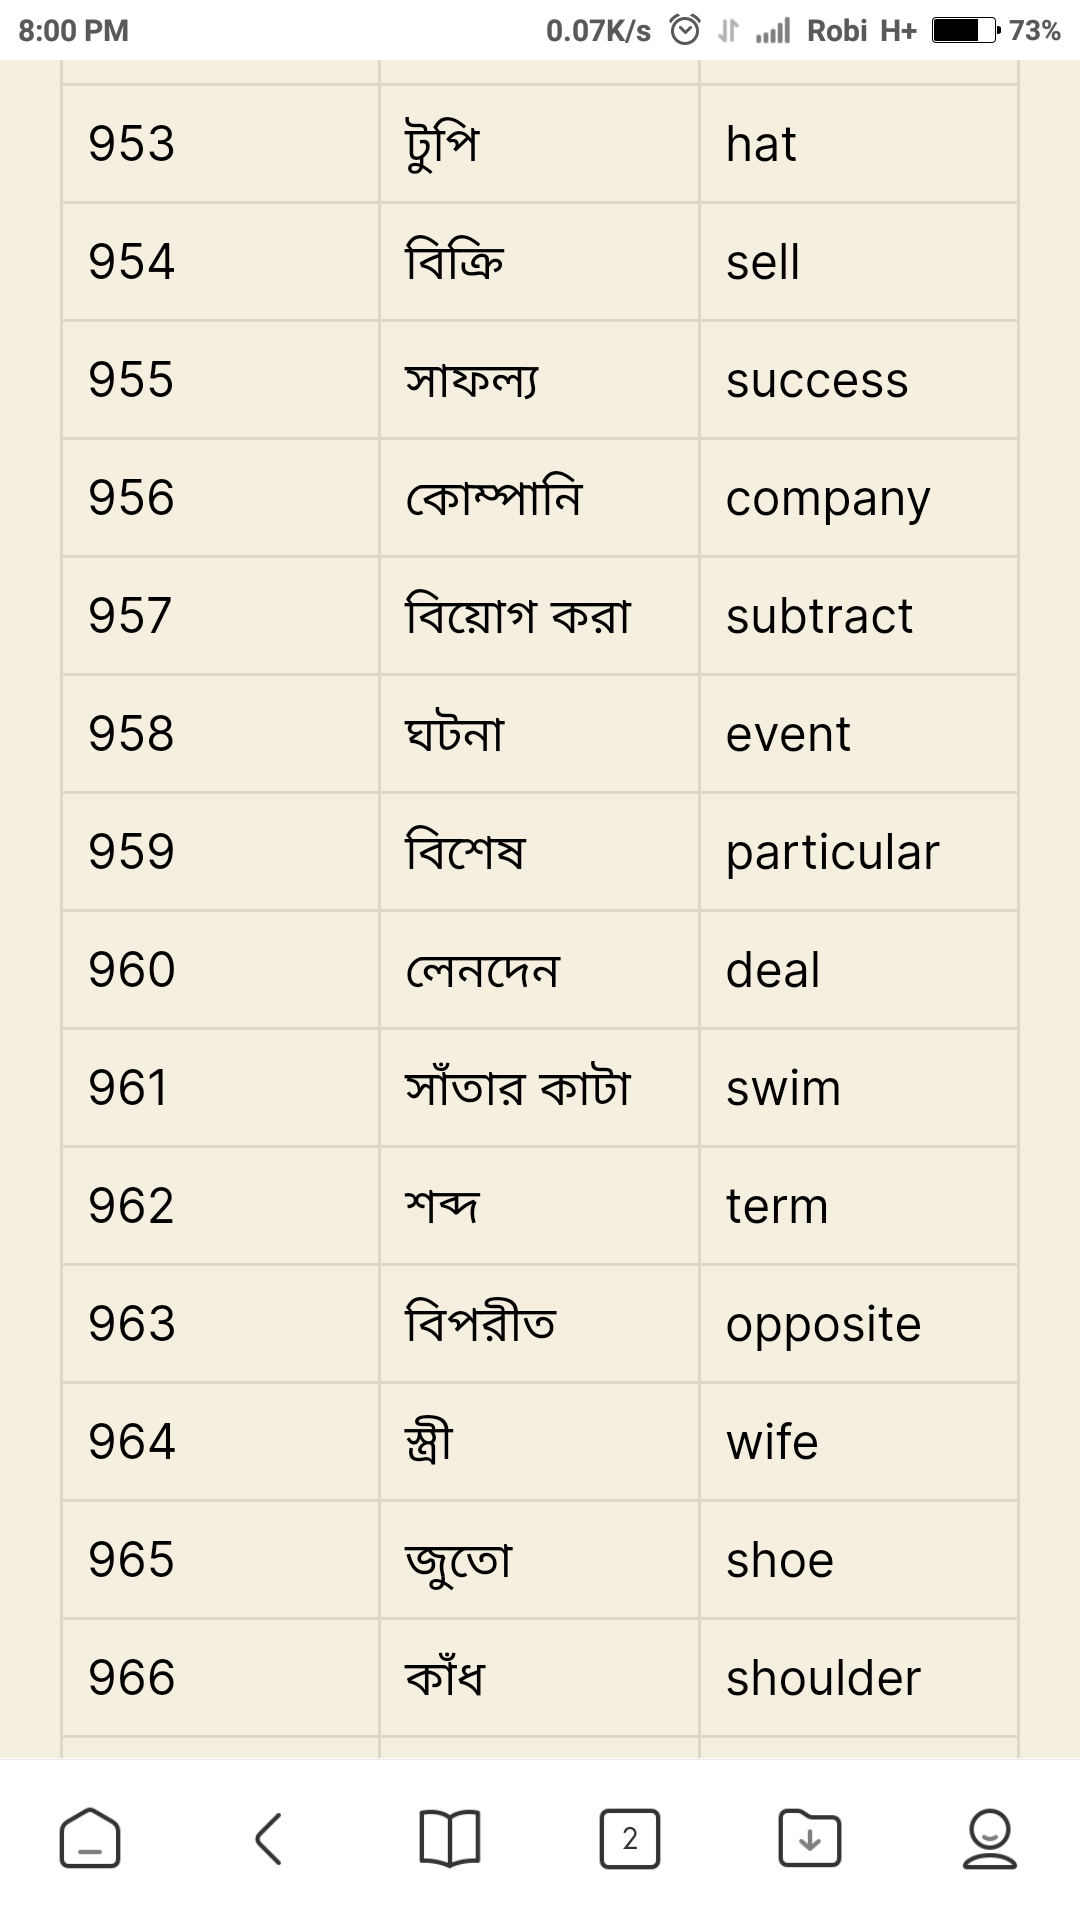 8:00 PM 0.07K/s Robi H+ 73%
953 টুপি hat
954 বিক্রি sell
955 সাফল্য success
956 কোম্পানি company
957 বিয়োগ করা subtract
958 ঘটনা event
959 বিশেষ particular
960 লেনদেন deal
961 সাঁতার কাটা swim
962 শব্দ term
963 বিপরীত opposite
964 স্ত্রী wife
965 জুতো shoe
966 কাঁধ shoulder
2